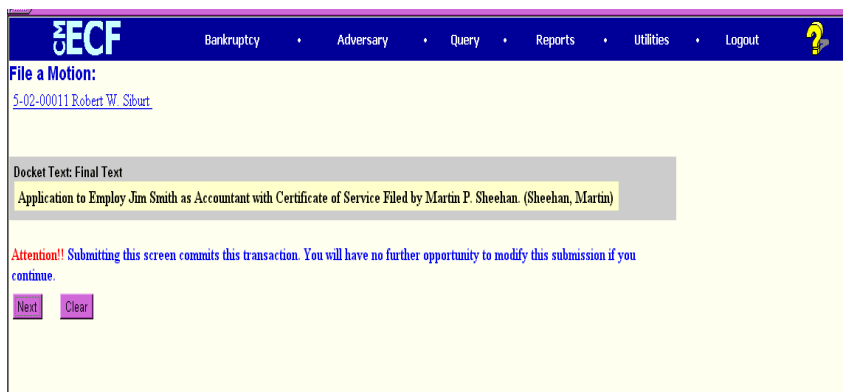 CM ECF Bankruptcy • Adversary • Query • Reports • Utilities • Logout ?
File a Motion:
5-02-00011 Robert W. Siburt
Docket Text: Final Text
Application to Employ Jim Smith as Accountant with Certificate of Service Filed by Martin P. Sheehan. (Sheehan, Martin)
Attention!! Submitting this screen commits this transaction. You will have no further opportunity to modify this submission if you
continue.
Next Clear